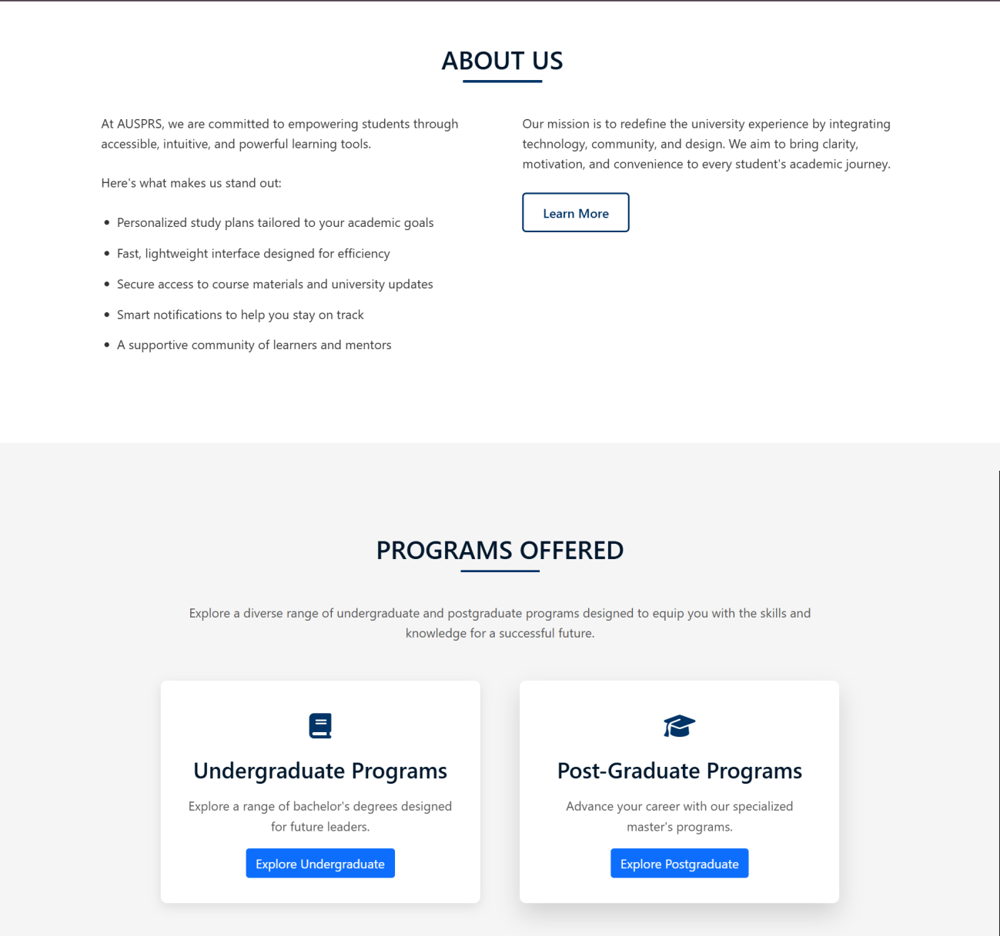 ABOUT US
At AUSPRS, we are committed to empowering students through
accessible, intuitive, and powerful learning tools.
Here's what makes us stand out:
• Personalized study plans tailored to your academic goals
• Fast, lightweight interface designed for efficiency
• Secure access to course materials and university updates
• Smart notifications to help you stay on track
• A supportive community of learners and mentors
Our mission is to redefine the university experience by integrating
technology, community, and design. We aim to bring clarity,
motivation, and convenience to every student's academic journey.
Learn More
PROGRAMS OFFERED
Explore a diverse range of undergraduate and postgraduate programs designed to equip you with the skills and
knowledge for a successful future.
Undergraduate Programs
Explore a range of bachelor's degrees designed
for future leaders.
Explore Undergraduate
Post-Graduate Programs
Advance your career with our specialized
master's programs.
Explore Postgraduate